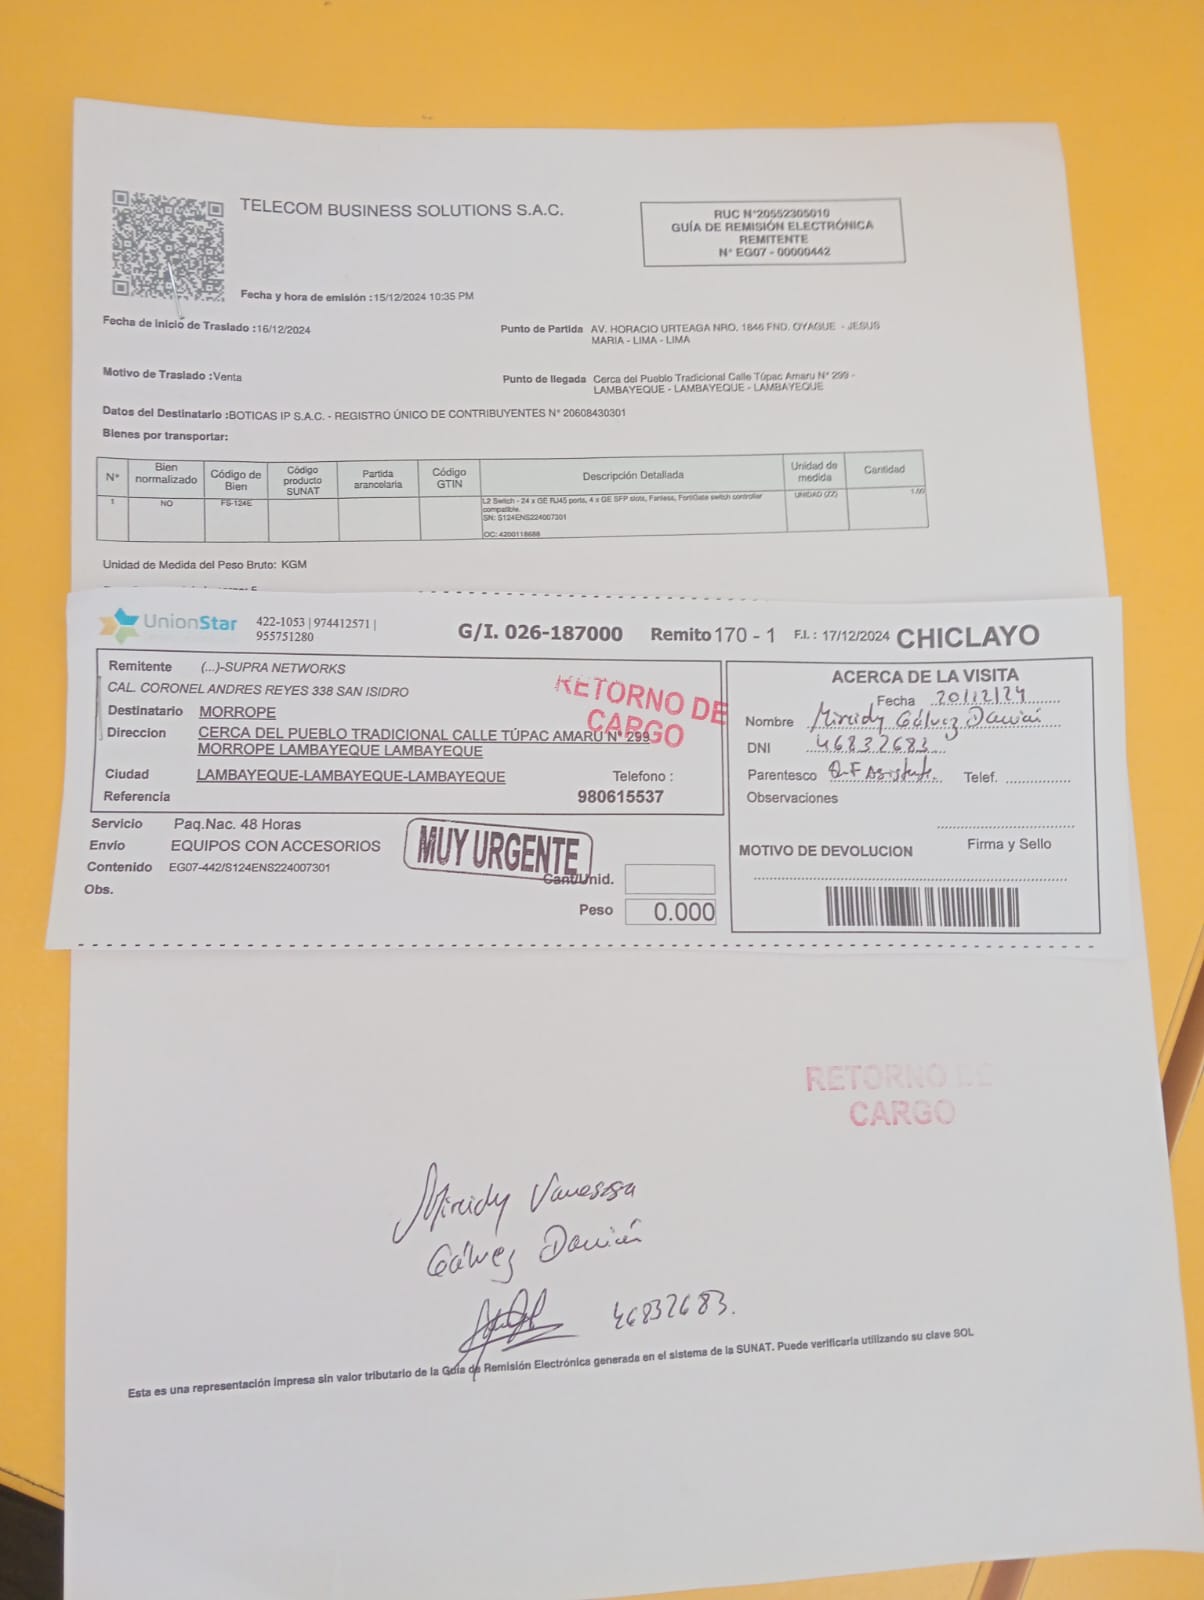 TELECOM BUSINESS SOLUTIONS S.A.C.
RUC N°20552305010
GUÍA DE REMISIÓN ELECTRÓNICA
REMITENTE
N° EG07 - 00000442
Fecha y hora de emisión :15/12/2024 10:35 PM
Fecha de inicio de Traslado :16/12/2024
Punto de Partida AV. HORACIO URTEAGA NRO. 1846 FND. OYAGUE - JESUS
MARIA - LIMA - LIMA
Motivo de Traslado :Venta
Punto de llegada Cerca del Pueblo Tradicional Calle Túpac Amaru N° 299 -
LAMBAYEQUE - LAMBAYEQUE - LAMBAYEQUE
Datos del Destinatario :BOTICAS IP S.A.C. - REGISTRO ÚNICO DE CONTRIBUYENTES N° 20608430301
Bienes por transportar:
N° Bien normalizado Código de Bien Código producto SUNAT Partida arancelaria Código GTIN Descripción Detallada Unidad de medida Cantidad
1 NO FS-124E L2 Switch - 24 x GE RJ45 ports, 4 x GE SFP slots, Fanless, FortiGate switch controller UNIDAD (ZZ) 1.00
compatible.
SN: S124ENS224007301
OC: 4200118688
Unidad de Medida del Peso Bruto: KGM
UnionStar
422-1053 | 974412571 |
955751280
G/I. 026-187000 Remito 170 - 1 F.I.: 17/12/2024 CHICLAYO
Remitente (...)-SUPRA NETWORKS
CAL. CORONEL ANDRES REYES 338 SAN ISIDRO
Destinatario MORROPE
Direccion CERCA DEL PUEBLO TRADICIONAL CALLE TÚPAC AMARU N° 299
MORROPE LAMBAYEQUE LAMBAYEQUE
Ciudad LAMBAYEQUE-LAMBAYEQUE-LAMBAYEQUE Telefono :
Referencia 980615537
RETORNO DE
CARGO
Servicio Paq.Nac. 48 Horas
Envio EQUIPOS CON ACCESORIOS
Contenido EG07-442/S124ENS224007301
Obs.
MUY URGENTE
Cant/Unid.
Peso 0.000
ACERCA DE LA VISITA
Fecha 20/12/24
Nombre Mireidy Gálvez
DNI 46832683
Parentesco Q.F Asistente. Telef.
Observaciones
Firma y Sello
MOTIVO DE DEVOLUCION
RETORNO DE
CARGO
Mireidy Vanessa
Gálvez
46832683.
Esta es una representación impresa sin valor tributario de la Guía de Remisión Electrónica generada en el sistema de la SUNAT. Puede verificarla utilizando su clave SOL